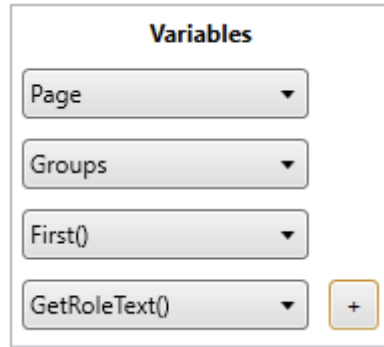 Variables
Page
Groups
First()
GetRoleText()
+